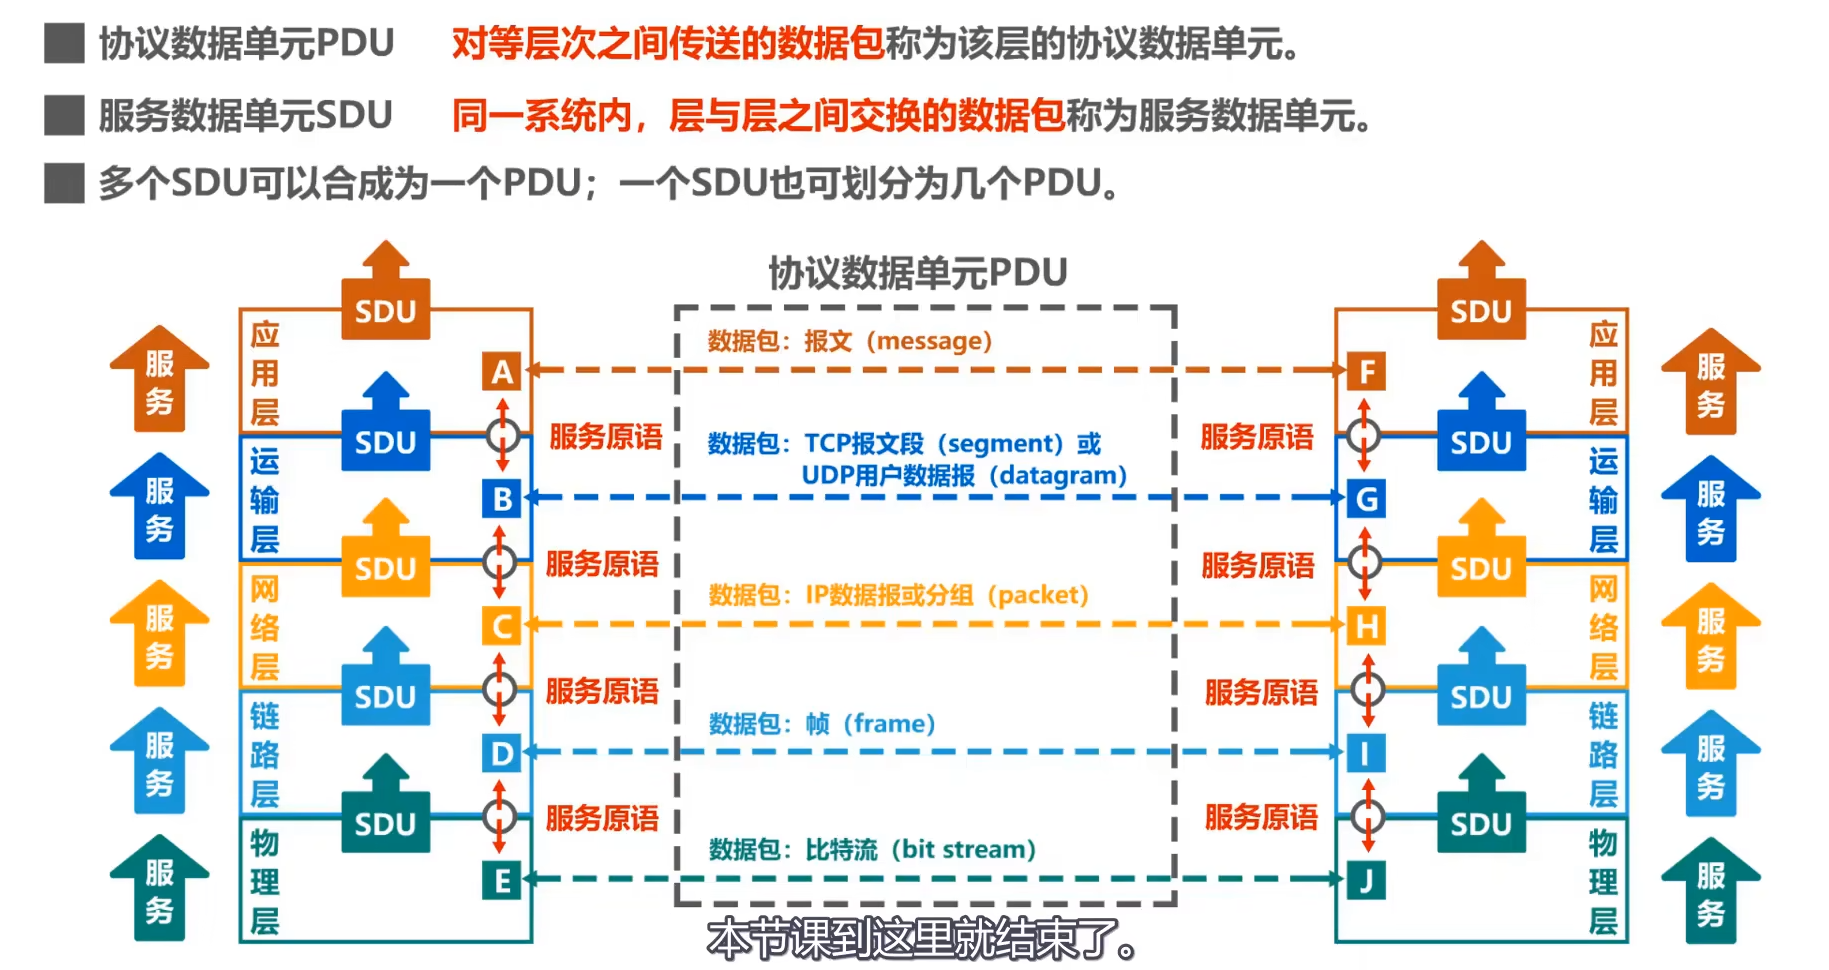 协议数据单元PDU 对等层次之间传送的数据包称为该层的协议数据单元。
服务数据单元SDU 同一系统内，层与层之间交换的数据包称为服务数据单元。
多个SDU可以合成为一个PDU；一个SDU也可划分为几个PDU。
协议数据单元PDU
服务
应用层
SDU
A
数据包：报文（message）
F
SDU
应用层
服务
服务原语
服务原语
服务
运输层
SDU
B
数据包：TCP报文段（segment）或
UDP用户数据报（datagram）
G
SDU
运输层
服务
服务原语
服务原语
服务
网络层
SDU
C
数据包：IP数据报或分组（packet）
H
SDU
网络层
服务
服务原语
服务原语
服务
链路层
SDU
D
数据包：帧（frame）
I
SDU
链路层
服务
服务原语
服务原语
服务
物理层
SDU
E
数据包：比特流（bit stream）
J
SDU
物理层
服务
本节课到这里就结束了。